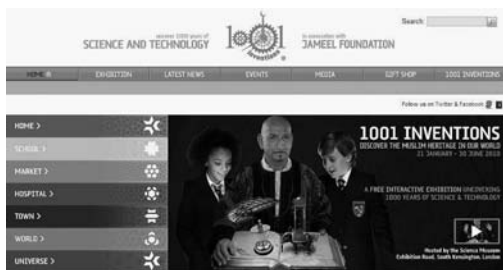 Search
discover 1000 years of
SCIENCE AND TECHNOLOGY
1001
inventions
in association with
JAMEEL FOUNDATION
HOME
EXHIBITION
LATEST NEWS
EVENTS
MEDIA
GIFT SHOP
1001 INVENTIONS
Follow us on Twitter & Facebook
HOME >
SCHOOL >
MARKET >
HOSPITAL >
TOWN >
WORLD >
UNIVERSE >
1001 INVENTIONS
DISCOVER THE MUSLIM HERITAGE IN OUR WORLD
21 JANUARY - 30 JUNE 2010
A FREE INTERACTIVE EXHIBITION UNCOVERING
1000 YEARS OF SCIENCE & TECHNOLOGY
Hosted by the Science Museum
Exhibition Road, South Kensington, London